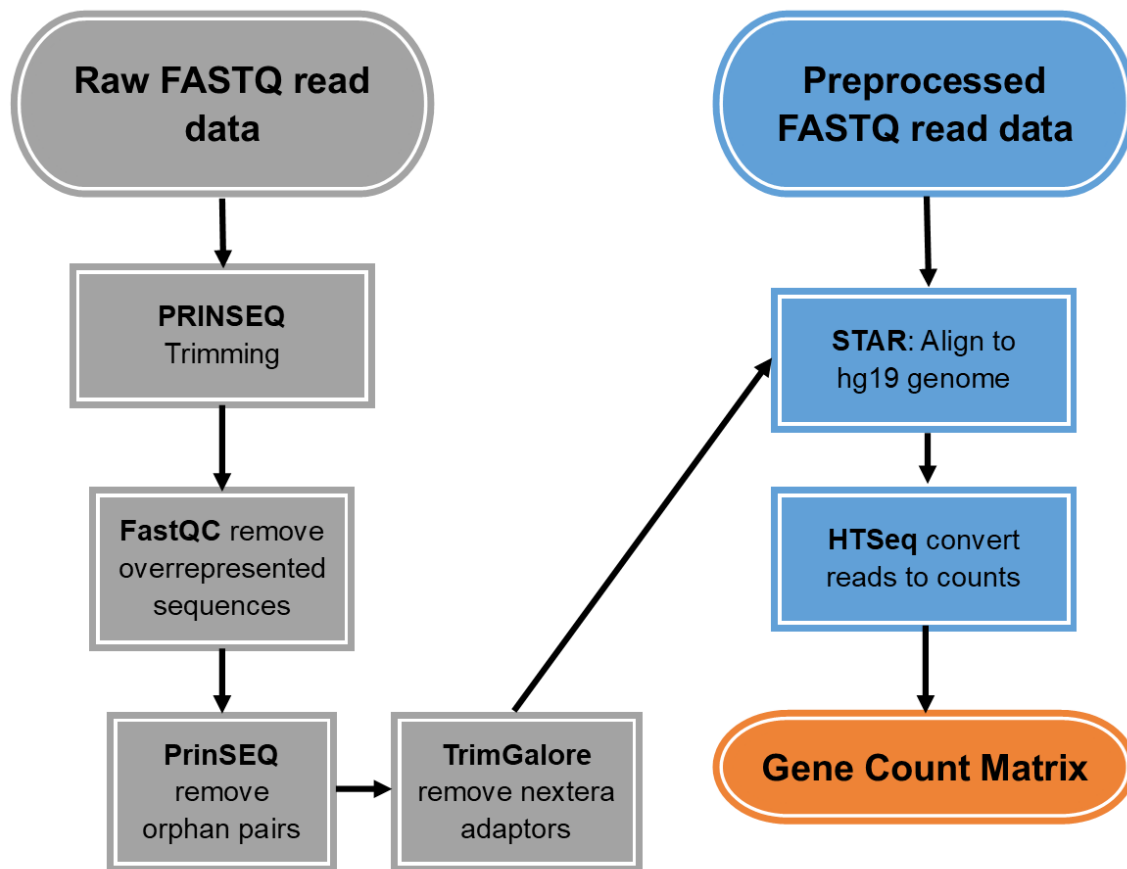 Raw FASTQ read
data
PRINSEQ
Trimming
FastQC remove
overrepresented
sequences
PrinSEQ
remove
orphan pairs
TrimGalore
remove nextera
adaptors
Preprocessed
FASTQ read data
STAR: Align to
hg19 genome
HTSeq convert
reads to counts
Gene Count Matrix